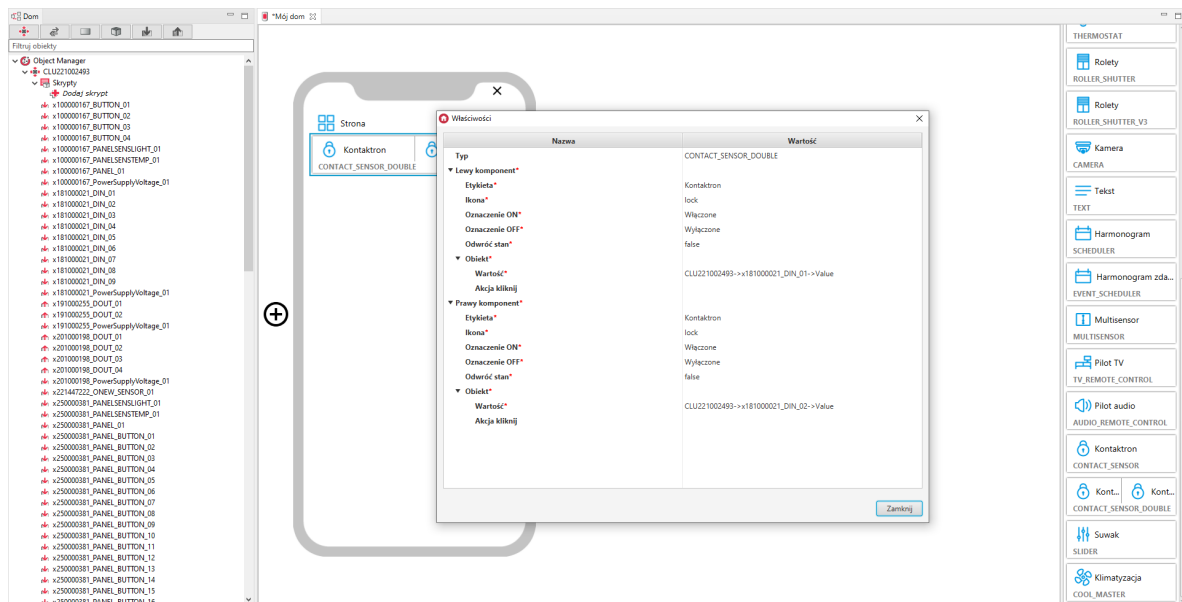 Dom
*Mój dom
Filtruj obiekty
Object Manager
CLU221002493
Skrypty
Dodaj skrypt
x100000167_BUTTON_01
x100000167_BUTTON_02
x100000167_BUTTON_03
x100000167_BUTTON_04
x100000167_PANELSENSLIGHT_01
x100000167_PANELSENSTEMP_01
x100000167_PANEL_01
x100000167_PowerSupplyVoltage_01
x181000021_DIN_01
x181000021_DIN_02
x181000021_DIN_03
x181000021_DIN_04
x181000021_DIN_05
x181000021_DIN_06
x181000021_DIN_07
x181000021_DIN_08
x181000021_DIN_09
x181000021_PowerSupplyVoltage_01
x191000255_DOUT_01
x191000255_DOUT_02
x191000255_PowerSupplyVoltage_01
x201000198_DOUT_01
x201000198_DOUT_02
x201000198_DOUT_03
x201000198_DOUT_04
x201000198_PowerSupplyVoltage_01
x221447222_ONEW_SENSOR_01
x250000381_PANELSENSLIGHT_01
x250000381_PANELSENSTEMP_01
x250000381_PANEL_01
x250000381_PANEL_BUTTON_01
x250000381_PANEL_BUTTON_02
x250000381_PANEL_BUTTON_03
x250000381_PANEL_BUTTON_04
x250000381_PANEL_BUTTON_05
x250000381_PANEL_BUTTON_06
x250000381_PANEL_BUTTON_07
x250000381_PANEL_BUTTON_08
x250000381_PANEL_BUTTON_09
x250000381_PANEL_BUTTON_10
x250000381_PANEL_BUTTON_11
x250000381_PANEL_BUTTON_12
x250000381_PANEL_BUTTON_13
x250000381_PANEL_BUTTON_14
x250000381_PANEL_BUTTON_15
x250000381_PANEL_BUTTON_16
Strona
Kontaktron
CONTACT_SENSOR_DOUBLE
Właściwości
Nazwa Wartość
Typ CONTACT_SENSOR_DOUBLE
Lewy komponent*
Etykieta* Kontaktron
Ikona* lock
Oznaczenie ON* Włączone
Oznaczenie OFF* Wyłączone
Odwróć stan* false
Obiekt*
Wartość* CLU221002493->x181000021_DIN_01->Value
Akcja kliknij
Prawy komponent*
Etykieta* Kontaktron
Ikona* lock
Oznaczenie ON* Włączone
Oznaczenie OFF* Wyłączone
Odwróć stan* false
Obiekt*
Wartość* CLU221002493->x181000021_DIN_02->Value
Akcja kliknij
Zamknij
THERMOSTAT
Rolety
ROLLER_SHUTTER
Rolety
ROLLER_SHUTTER_V3
Kamera
CAMERA
Tekst
TEXT
Harmonogram
SCHEDULER
Harmonogram zda...
EVENT_SCHEDULER
Multisensor
MULTISENSOR
Pilot TV
TV_REMOTE_CONTROL
Pilot audio
AUDIO_REMOTE_CONTROL
Kontaktron
CONTACT_SENSOR
Kont... Kont...
CONTACT_SENSOR_DOUBLE
Suwak
SLIDER
Klimatyzacja
COOL_MASTER